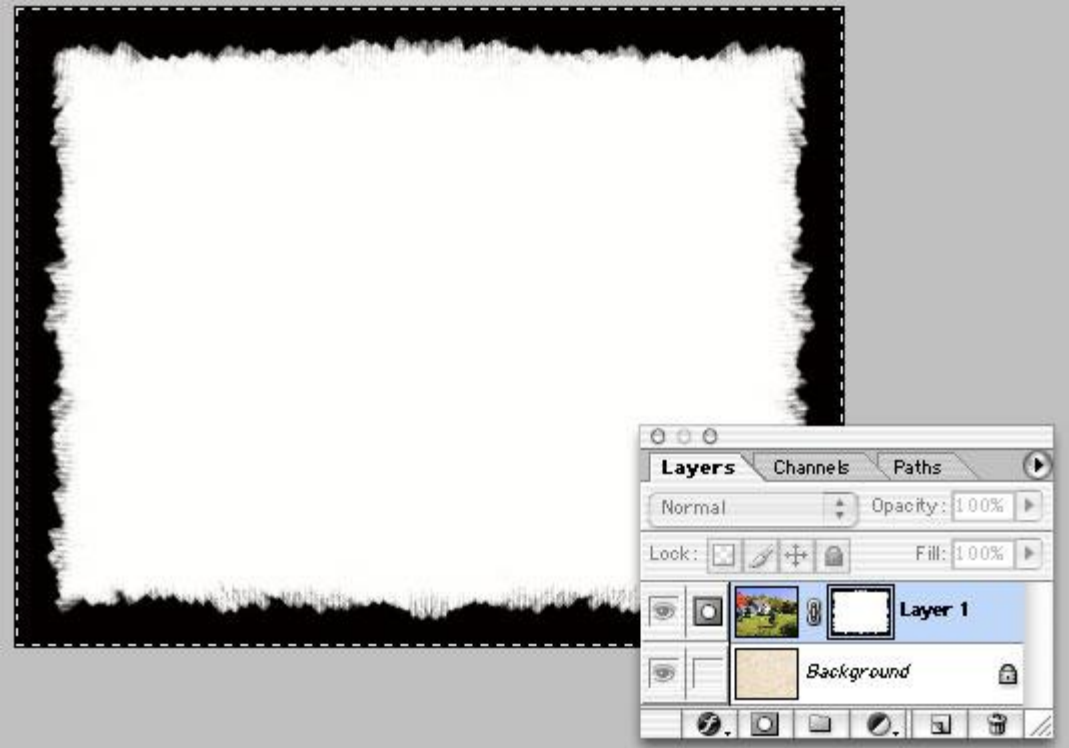 Layers Channels Paths
Normal Opacity: 100%
Lock: Fill: 100%
Layer 1
Background